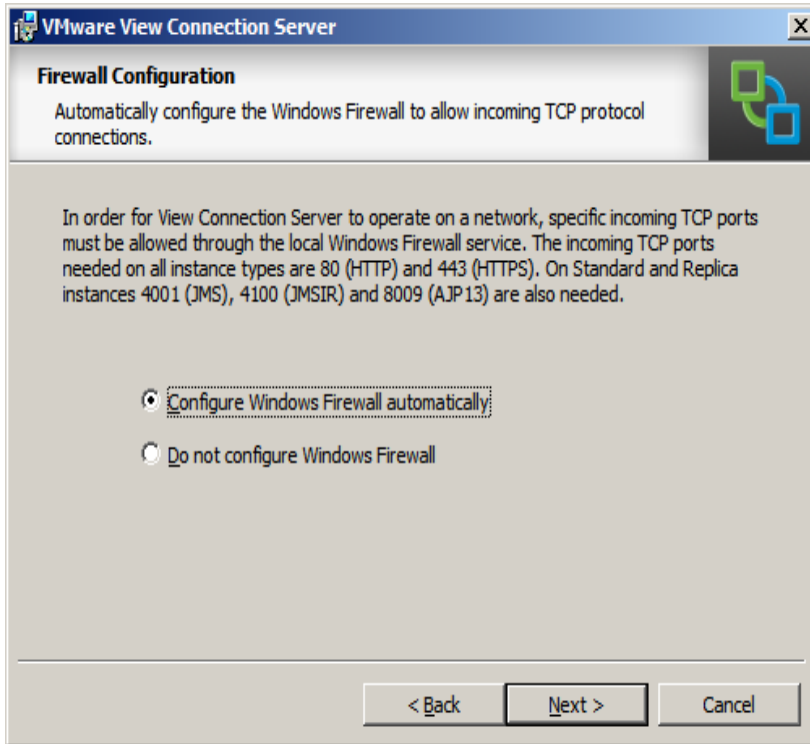 VMware View Connection Server
Firewall Configuration
Automatically configure the Windows Firewall to allow incoming TCP protocol
connections.
In order for View Connection Server to operate on a network, specific incoming TCP ports
must be allowed through the local Windows Firewall service. The incoming TCP ports
needed on all instance types are 80 (HTTP) and 443 (HTTPS). On Standard and Replica
instances 4001 (JMS), 4100 (JMSIR) and 8009 (AJP13) are also needed.
Configure Windows Firewall automatically
Do not configure Windows Firewall
< Back Next > Cancel